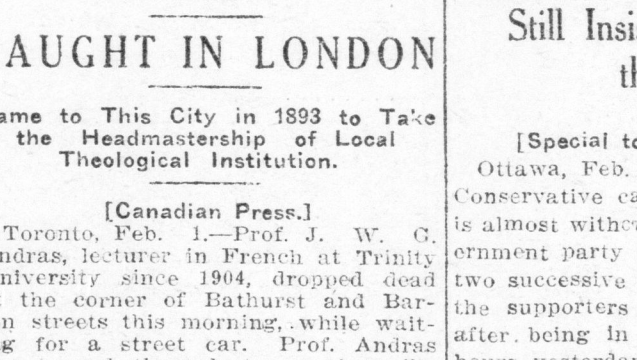 AUGHT IN LONDON
ame to This City in 1893 to Take
the Headmastership of Local
Theological Institution.
[Canadian Press.]
Toronto, Feb. 1.—Prof. J. W. G.
ndras, lecturer in French at Trinity
niversity since 1904, dropped dead
the corner of Bathurst and Bar-
n streets this morning, while wait-
g for a street car. Prof. Andras
Still Insi
th
[Special to
Ottawa, Feb.
Conservative ca
is almost without
ernment party
two successive
the supporters
after being in
hours yesterday